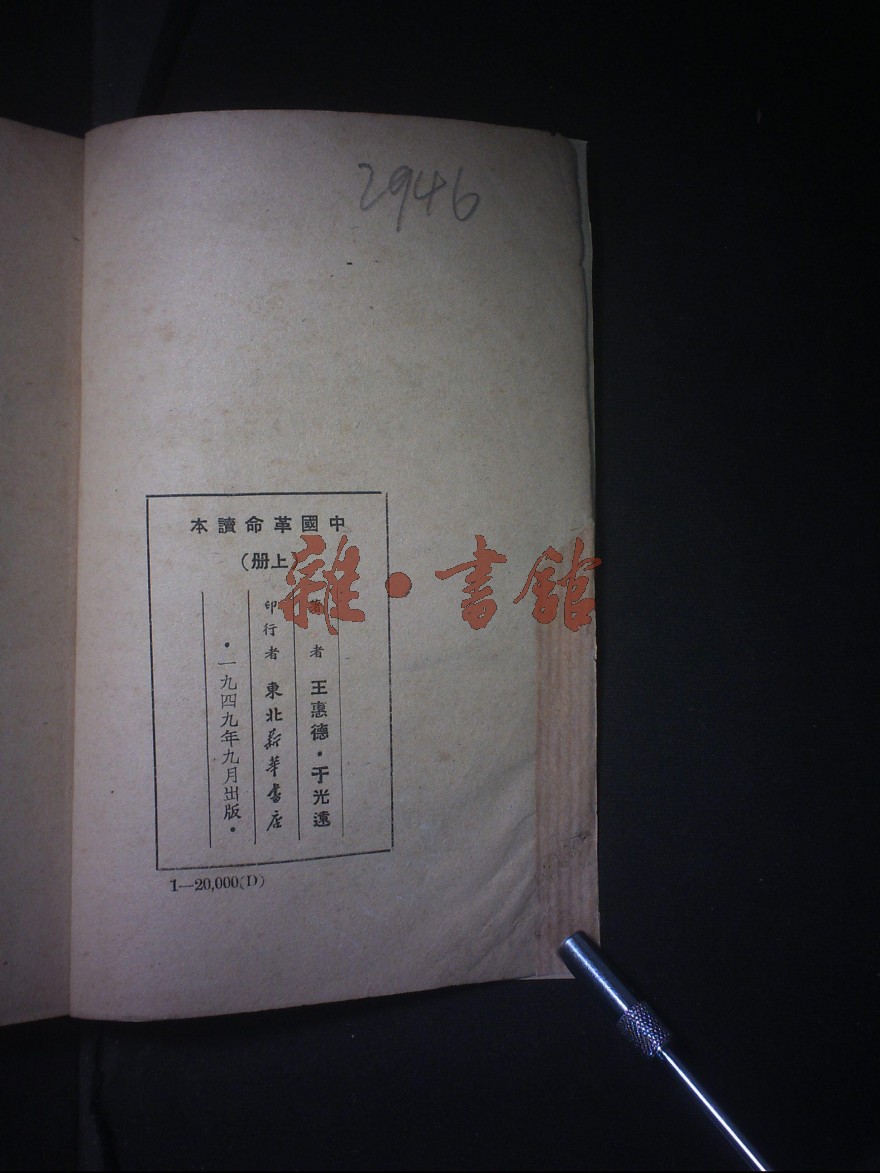 2946
中國革命讀本
（上册）
著者 王惠德·于光遠
印行者 東北新華書店
·一九四九年九月出版·
1—20,000(D)
雜·書館